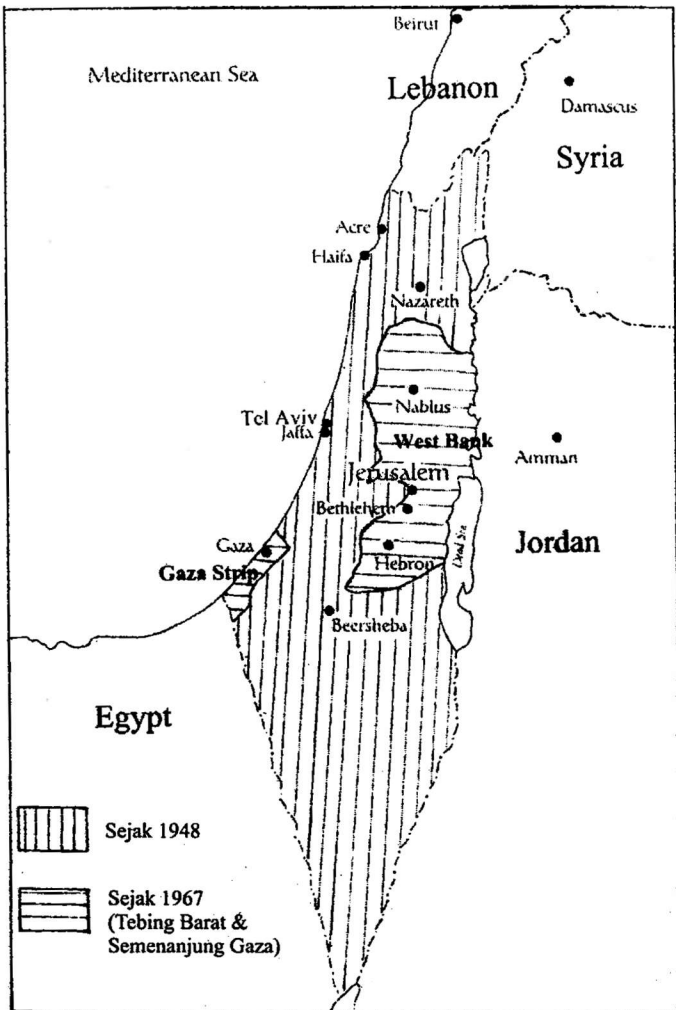 Beirut
Mediterranean Sea
Lebanon
Damascus
Syria
Acre
Haifa
Nazareth
Nablus
Tel Aviv
Jaffa
West Bank
Amman
Jerusalem
Bethlehem
Gaza
Hebron
Dead Sea
Jordan
Gaza Strip
Beersheba
Egypt
Sejak 1948
Sejak 1967
(Tebing Barat &
Semenanjung Gaza)